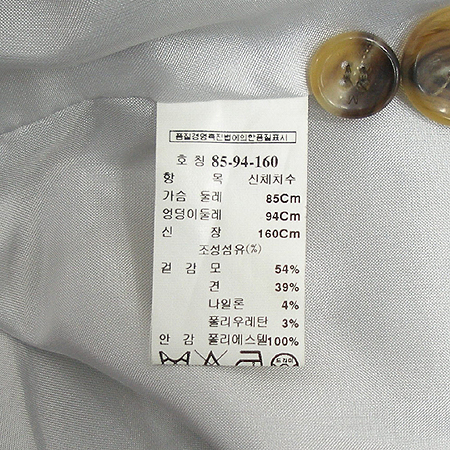 품질경영촉진법에의한품질표시
호 칭 85-94-160
항 목 신체치수
가슴 둘레 85Cm
엉덩이둘레 94Cm
신 장 160Cm
조성섬유(%)
겉 감 모 54%
견 39%
나일론 4%
폴리우레탄 3%
안 감 폴리에스텔100%
드라이